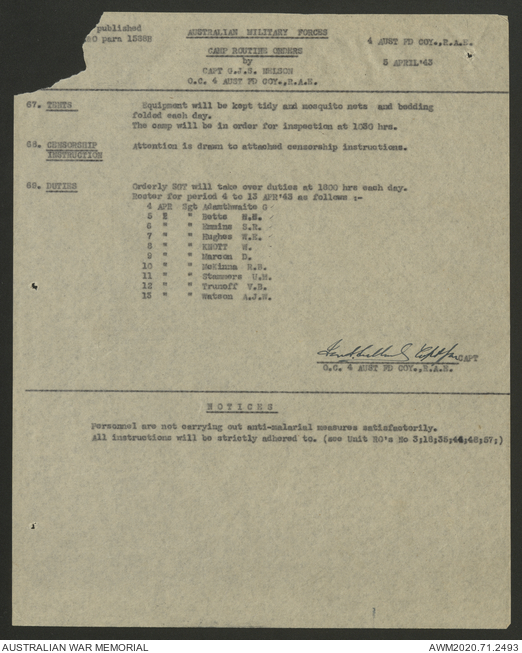 published
RO para 1538B
AUSTRALIAN MILITARY FORCES
4 AUST FD COY.,R.A.E.
CAMP ROUTINE ORDERS
by
3 APRIL'43
CAPT G.J.S. NELSON
O.C. 4 AUST FD COY.,R.A.E.
67. TENTS Equipment will be kept tidy and mosquito nets and bedding
folded each day.
The camp will be in order for inspection at 1030 hrs.
68. CENSORSHIP Attention is drawn to attached censorship instructions.
INSTRUCTION
69. DUTIES Orderly SGT will take over duties at 1800 hrs each day.
Roster for period 4 to 13 APR'43 as follows :-
4 APR Sgt Adamthwaite G
5 " " Betts
6 " " Emmins S.R.
7 " " Hughes W.E.
8 " " KNOTT W.
9 " " Marcon D.
10 " " McKinna R.N.
11 " " Stammers U.M.
12 " " Trunoff V.N.
13 " " Watson A.J.W.
CAPT
O.C. 4 AUST FD COY.,R.A.E.
NOTICES
Personnel are not carrying out anti-malarial measures satisfactorily.
All instructions will be strictly adhered to. (see Unit RO's No 3;18;35;44;48;57;)
AUSTRALIAN WAR MEMORIAL
AWM2020.71.2493